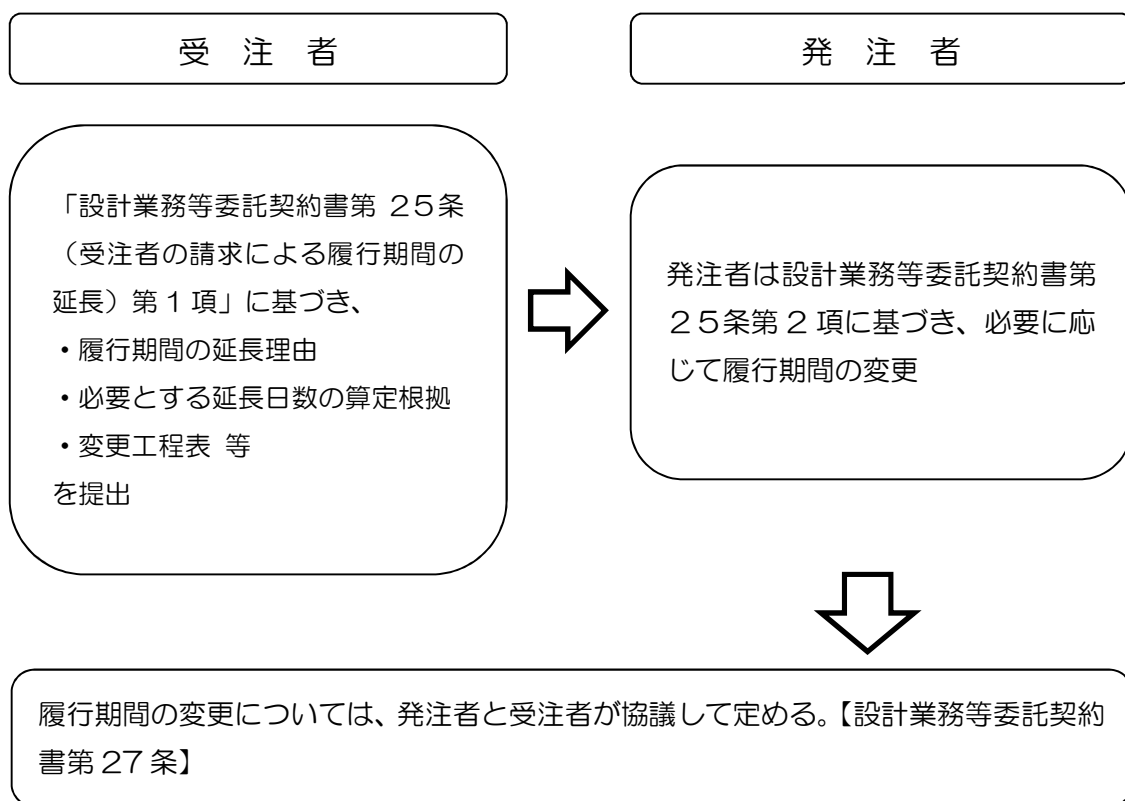 受 注 者
発 注 者
「設計業務等委託契約書第 25条
（受注者の請求による履行期間の
延長）第 1 項」に基づき、
・履行期間の延長理由
・必要とする延長日数の算定根拠
・変更工程表 等
を提出
発注者は設計業務等委託契約書第
25条第 2 項に基づき、必要に応
じて履行期間の変更
履行期間の変更については、発注者と受注者が協議して定める。【設計業務等委託契約
書第 27 条】